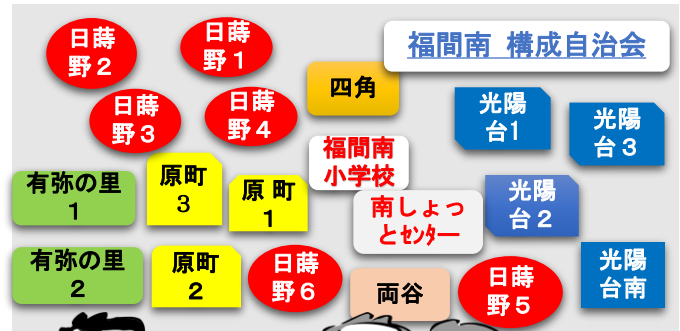 福間南 構成自治会
日蒔
野２
日蒔
野１
日蒔
野３
日蒔
野４
四角
光陽
台1
光陽
台３
福間南
小学校
有弥の里
１
原町
３
原町
１
南しょっ
とｾﾝﾀｰ
光陽
台２
有弥の里
２
原町
２
日蒔
野６
両谷
日蒔
野５
光陽
台南